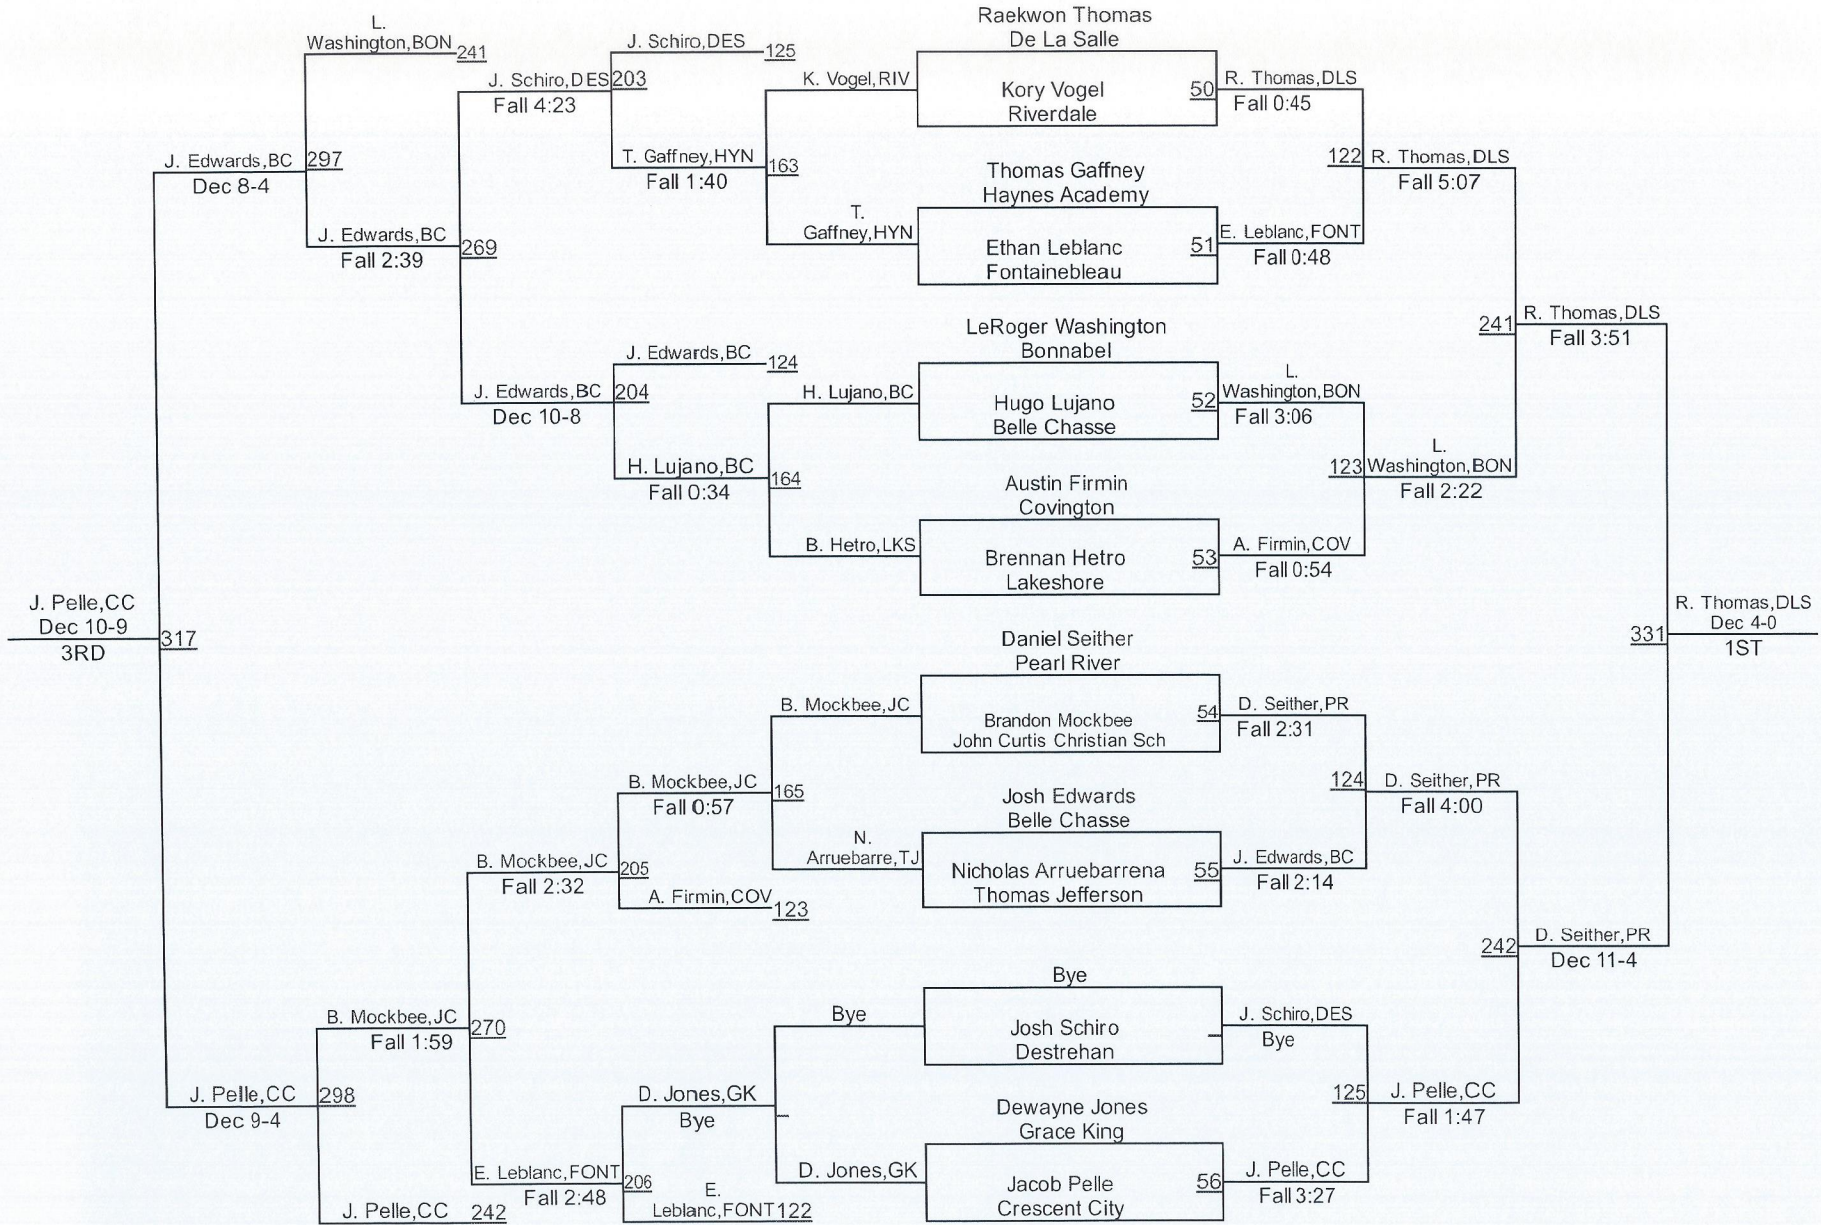 L.
Washington,BON 241
J. Edwards,BC 297
Dec 8-4
J. Edwards,BC 269
Fall 2:39
J. Schiro,DES 203
Fall 4:23
J. Schiro,DES 125
T. Gaffney,HYN 163
Fall 1:40
K. Vogel,RIV
T.
Gaffney,HYN
J. Edwards,BC 204
Dec 10-8
J. Edwards,BC 124
H. Lujano,BC 164
Fall 0:34
H. Lujano,BC
B. Hetro,LKS
J. Pelle,CC
Dec 10-9
317
3RD
B. Mockbee,JC
B. Mockbee,JC 165
Fall 0:57
N.
Arruebarre,TJ
B. Mockbee,JC 205
Fall 2:32
A. Firmin,COV 123
B. Mockbee,JC 270
Fall 1:59
J. Pelle,CC 298
Dec 9-4
Bye
D. Jones,GK
Bye
D. Jones,GK
E. Leblanc,FONT 206
Fall 2:48
E.
Leblanc,FONT 122
J. Pelle,CC 242
Raekwon Thomas
De La Salle
Kory Vogel 50
Riverdale
Thomas Gaffney
Haynes Academy
Ethan Leblanc 51
Fontainebleau
LeRoger Washington
Bonnabel
Hugo Lujano 52
Belle Chasse
Austin Firmin
Covington
Brennan Hetro 53
Lakeshore
Daniel Seither
Pearl River
Brandon Mockbee 54
John Curtis Christian Sch
Josh Edwards
Belle Chasse
Nicholas Arruebarrena 55
Thomas Jefferson
Bye
Josh Schiro
Destrehan
Dewayne Jones
Grace King
Jacob Pelle 56
Crescent City
R. Thomas,DLS
Fall 0:45
122 R. Thomas,DLS
Fall 5:07
E. Leblanc,FONT
Fall 0:48
241 R. Thomas,DLS
Fall 3:51
L.
Washington,BON
Fall 3:06
L.
123 Washington,BON
Fall 2:22
A. Firmin,COV
Fall 0:54
R. Thomas,DLS
Dec 4-0
331
1ST
D. Seither,PR
Fall 2:31
124 D. Seither,PR
Fall 4:00
J. Edwards,BC
Fall 2:14
242 D. Seither,PR
Dec 11-4
J. Schiro,DES
Bye
125 J. Pelle,CC
Fall 1:47
J. Pelle,CC
Fall 3:27